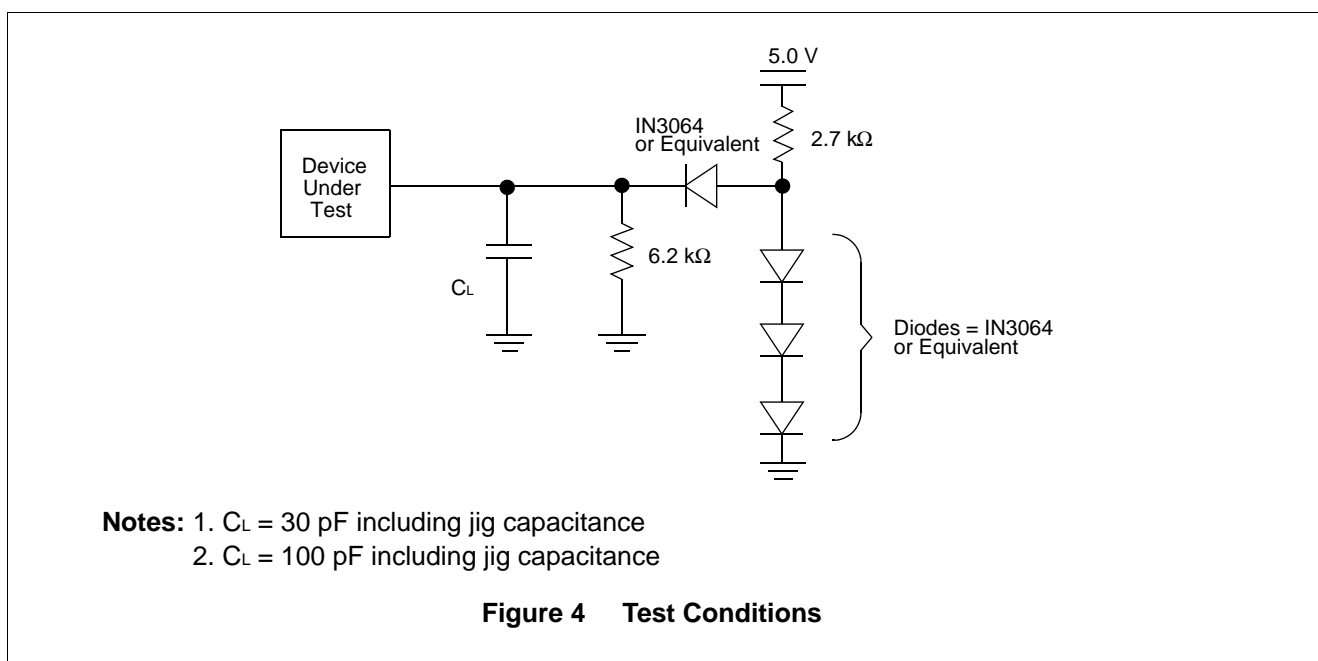 5.0 V
IN3064
or Equivalent
2.7 kΩ
Device
Under
Test
6.2 kΩ
CL
Diodes = IN3064
or Equivalent
Notes: 1. CL = 30 pF including jig capacitance
2. CL = 100 pF including jig capacitance
Figure 4 Test Conditions